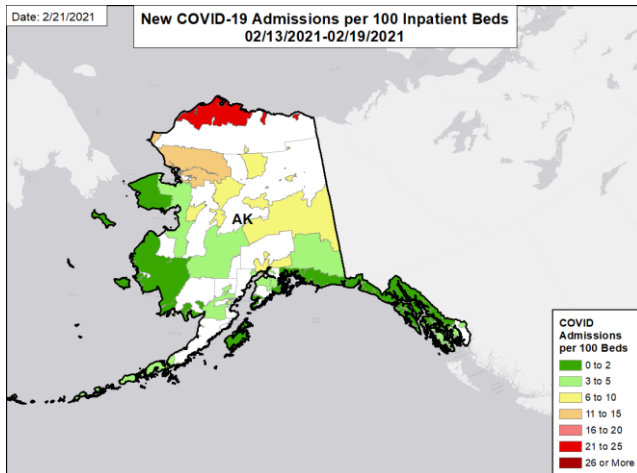 Date: 2/21/2021
New COVID-19 Admissions per 100 Inpatient Beds
02/13/2021-02/19/2021
AK
COVID
Admissions
per 100 Beds
0 to 2
3 to 5
6 to 10
11 to 15
16 to 20
21 to 25
26 or More